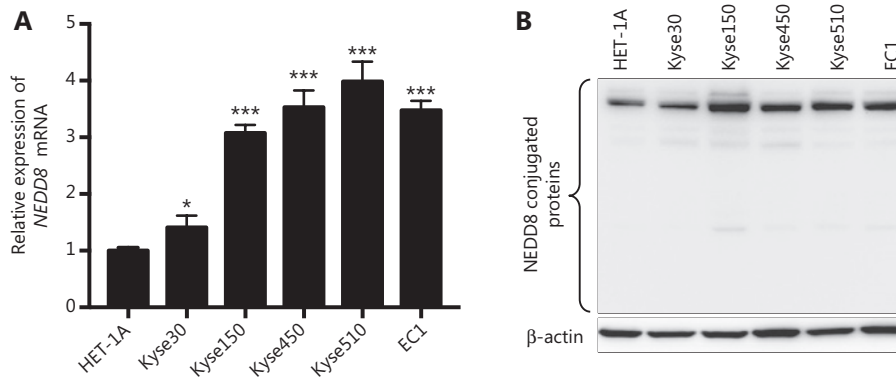 A
Relative expression of
NEDD8 mRNA
5
4
3
2
1
0
*
***
***
***
***
HET-1A
Kyse30
Kyse150
Kyse450
Kyse510
EC1
B
HET-1A
Kyse30
Kyse150
Kyse450
Kyse510
EC1
NEDD8 conjugated
proteins
β-actin